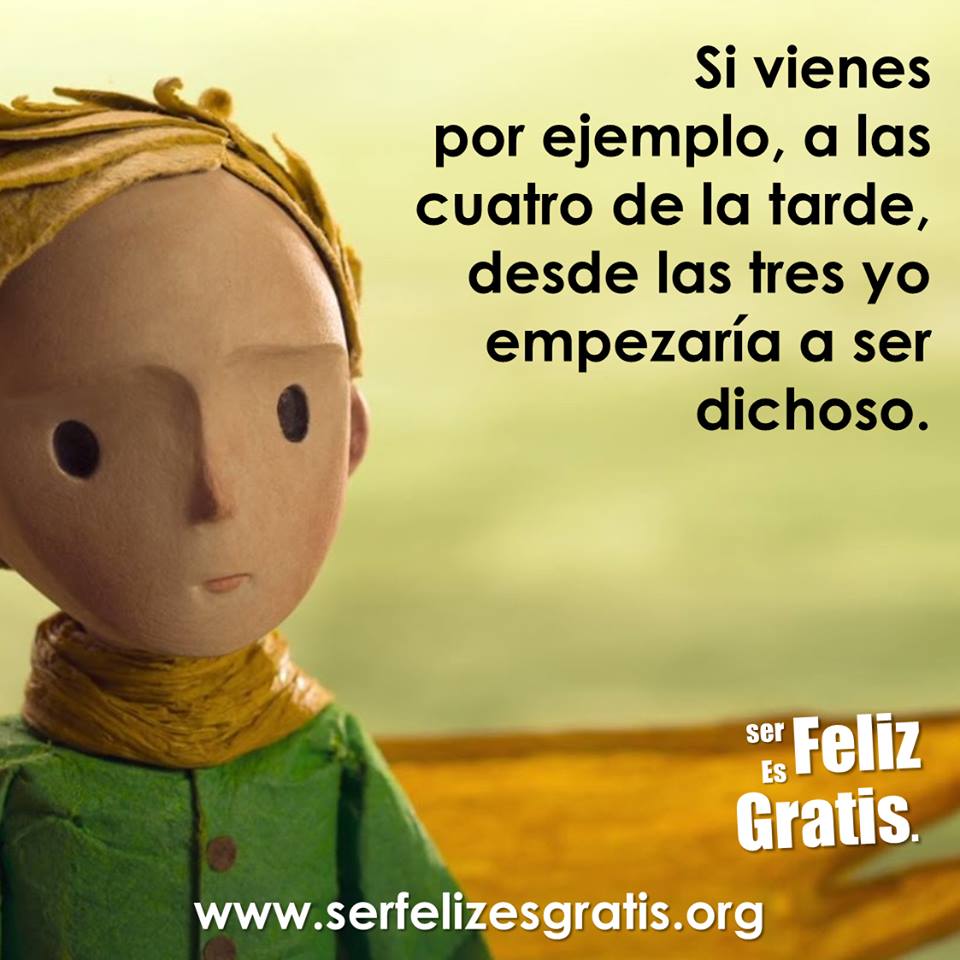 Si vienes
por ejemplo, a las
cuatro de la tarde,
desde las tres yo
empezaría a ser
dichoso.
ser Feliz
Es
Gratis.
www.serfelizesgratis.org